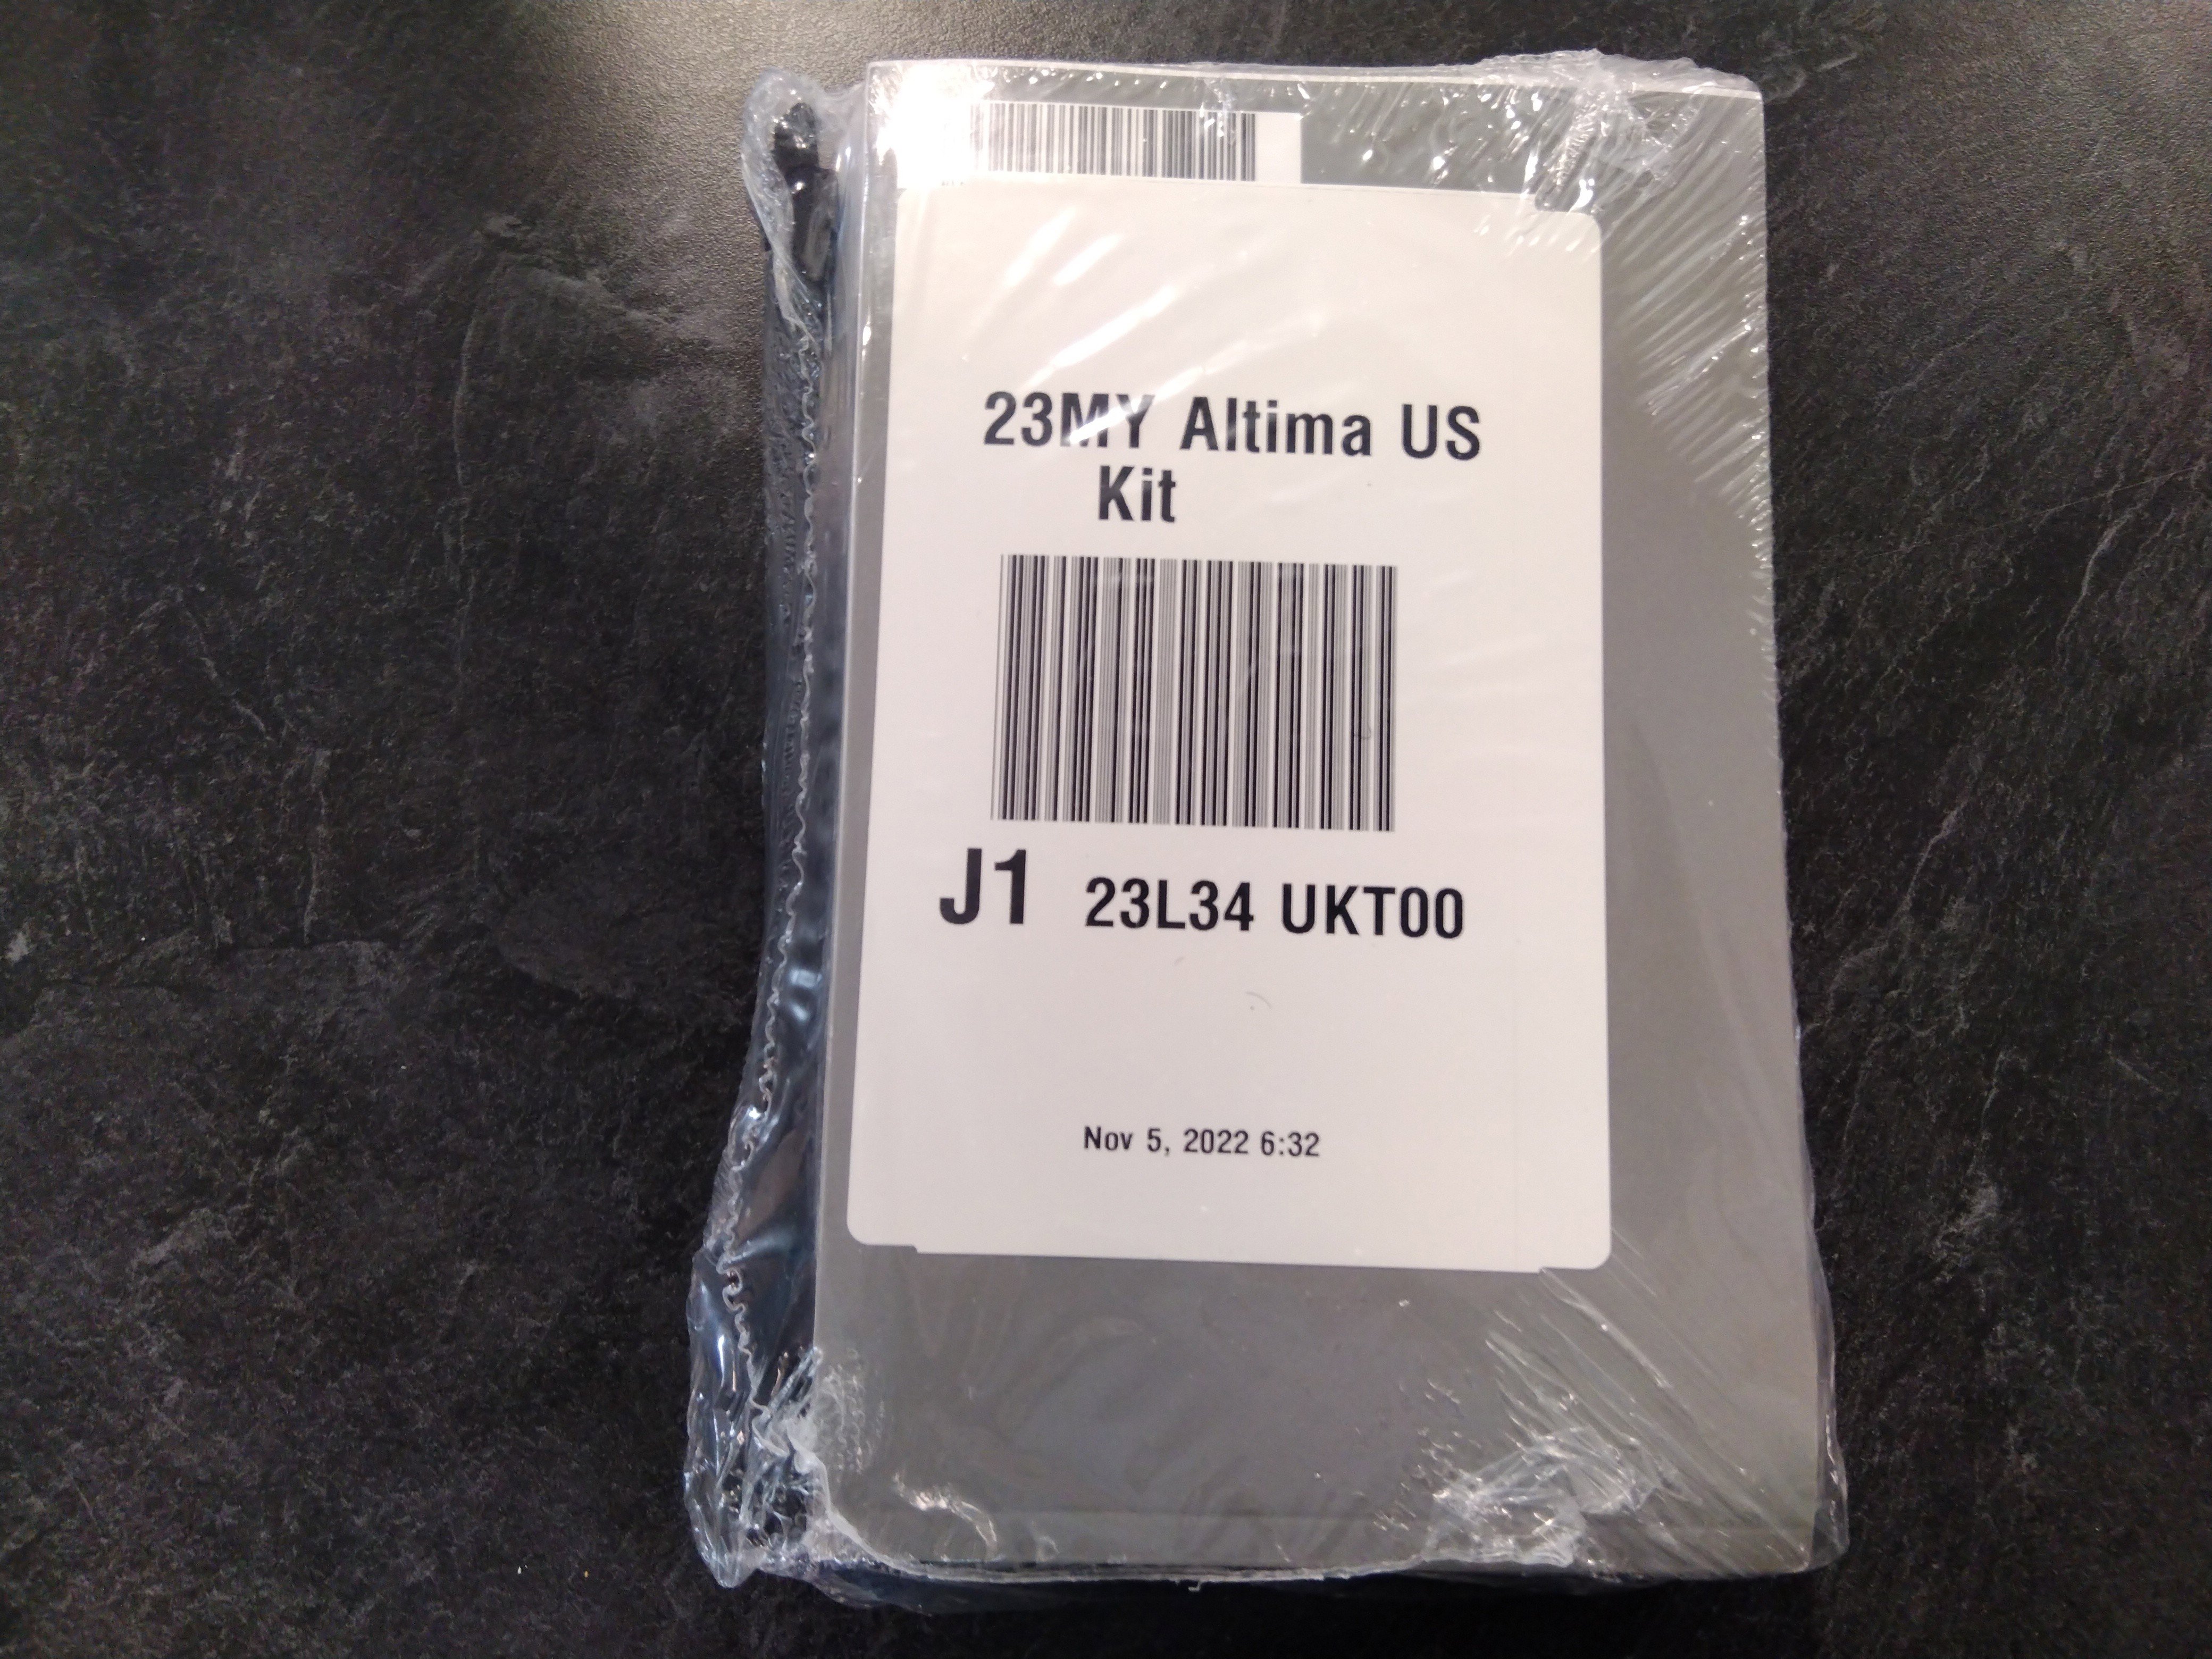 23MY Altima US
Kit
J1 23L34 UKT00
Nov 5, 2022 6:32